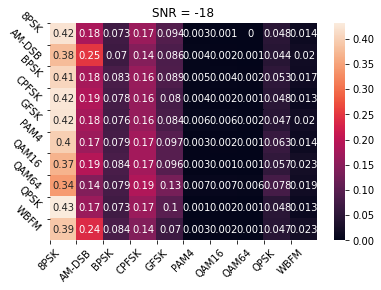 SNR = -18
8PSK 0.42 0.18 0.073 0.17 0.094 0.003 0.001 0 0.048 0.014
AM-DSB 0.38 0.25 0.07 0.14 0.086 0.004 0.002 0.001 0.044 0.02
BPSK 0.41 0.18 0.083 0.16 0.089 0.005 0.002 0.002 0.053 0.017
CPFSK 0.42 0.19 0.078 0.16 0.08 0.004 0.002 0.001 0.048 0.013
GFSK 0.42 0.18 0.076 0.16 0.084 0.006 0.002 0.047 0.02
PAM4 0.4 0.17 0.079 0.17 0.097 0.003 0.002 0.001 0.063 0.014
QAM16 0.37 0.19 0.084 0.17 0.096 0.003 0.001 0.001 0.057 0.023
QAM64 0.34 0.14 0.079 0.19 0.13 0.007 0.007 0.006 0.078 0.019
QPSK 0.43 0.17 0.073 0.17 0.1 0.001 0.002 0.001 0.048 0.013
WBFM 0.39 0.24 0.084 0.14 0.07 0.003 0.003 0.001 0.047 0.023
8PSK AM-DSB BPSK CPFSK GFSK PAM4 QAM16 QAM64 QPSK WBFM
0.40
0.35
0.30
0.25
0.20
0.15
0.10
0.05
0.00